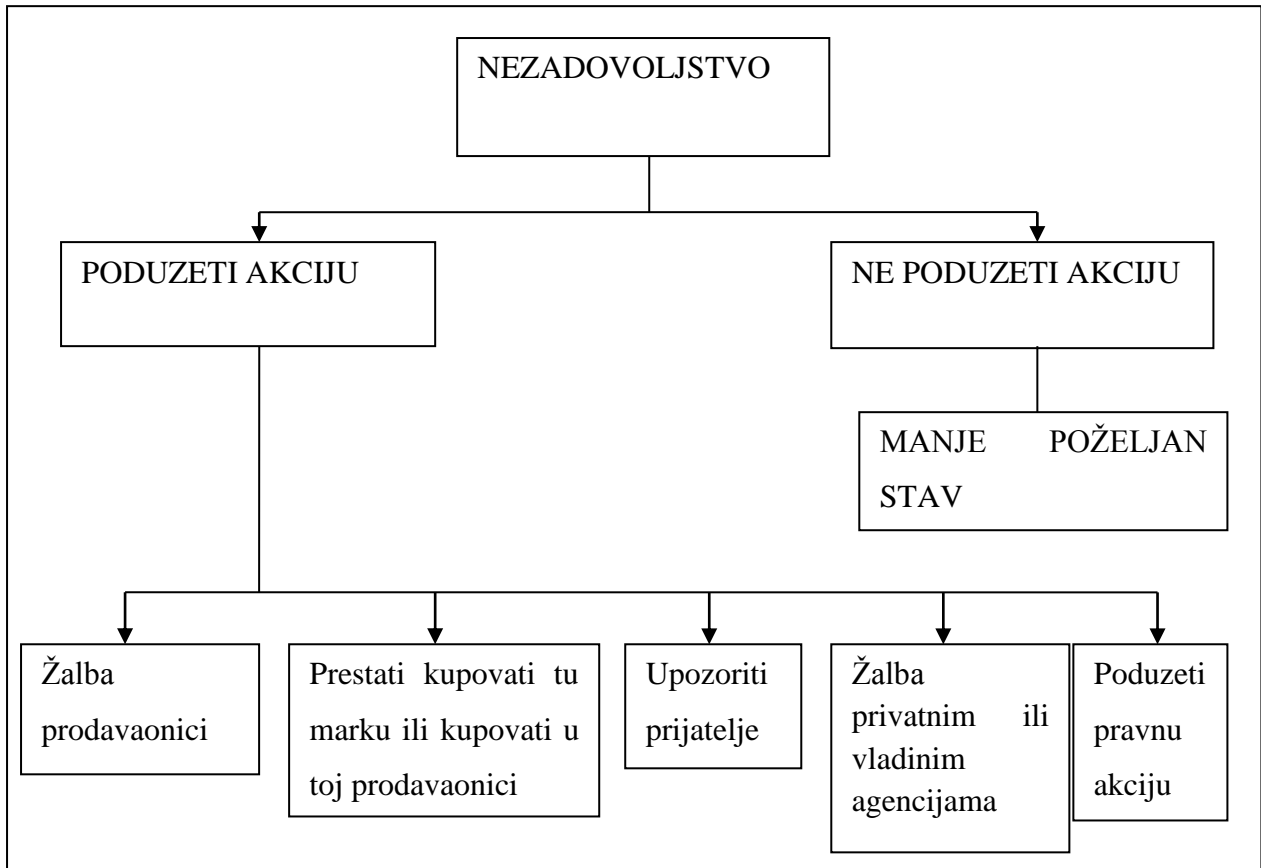 NEZADOVOLJSTVO
PODUZETI AKCIJU
NE PODUZETI AKCIJU
MANJE POŽELJAN
STAV
Žalba
prodavaonici
Prestati kupovati tu
marku ili kupovati u
toj prodavaonici
Upozoriti
prijatelje
Žalba
privatnim ili
vladinim
agencijama
Poduzeti
pravnu
akciju